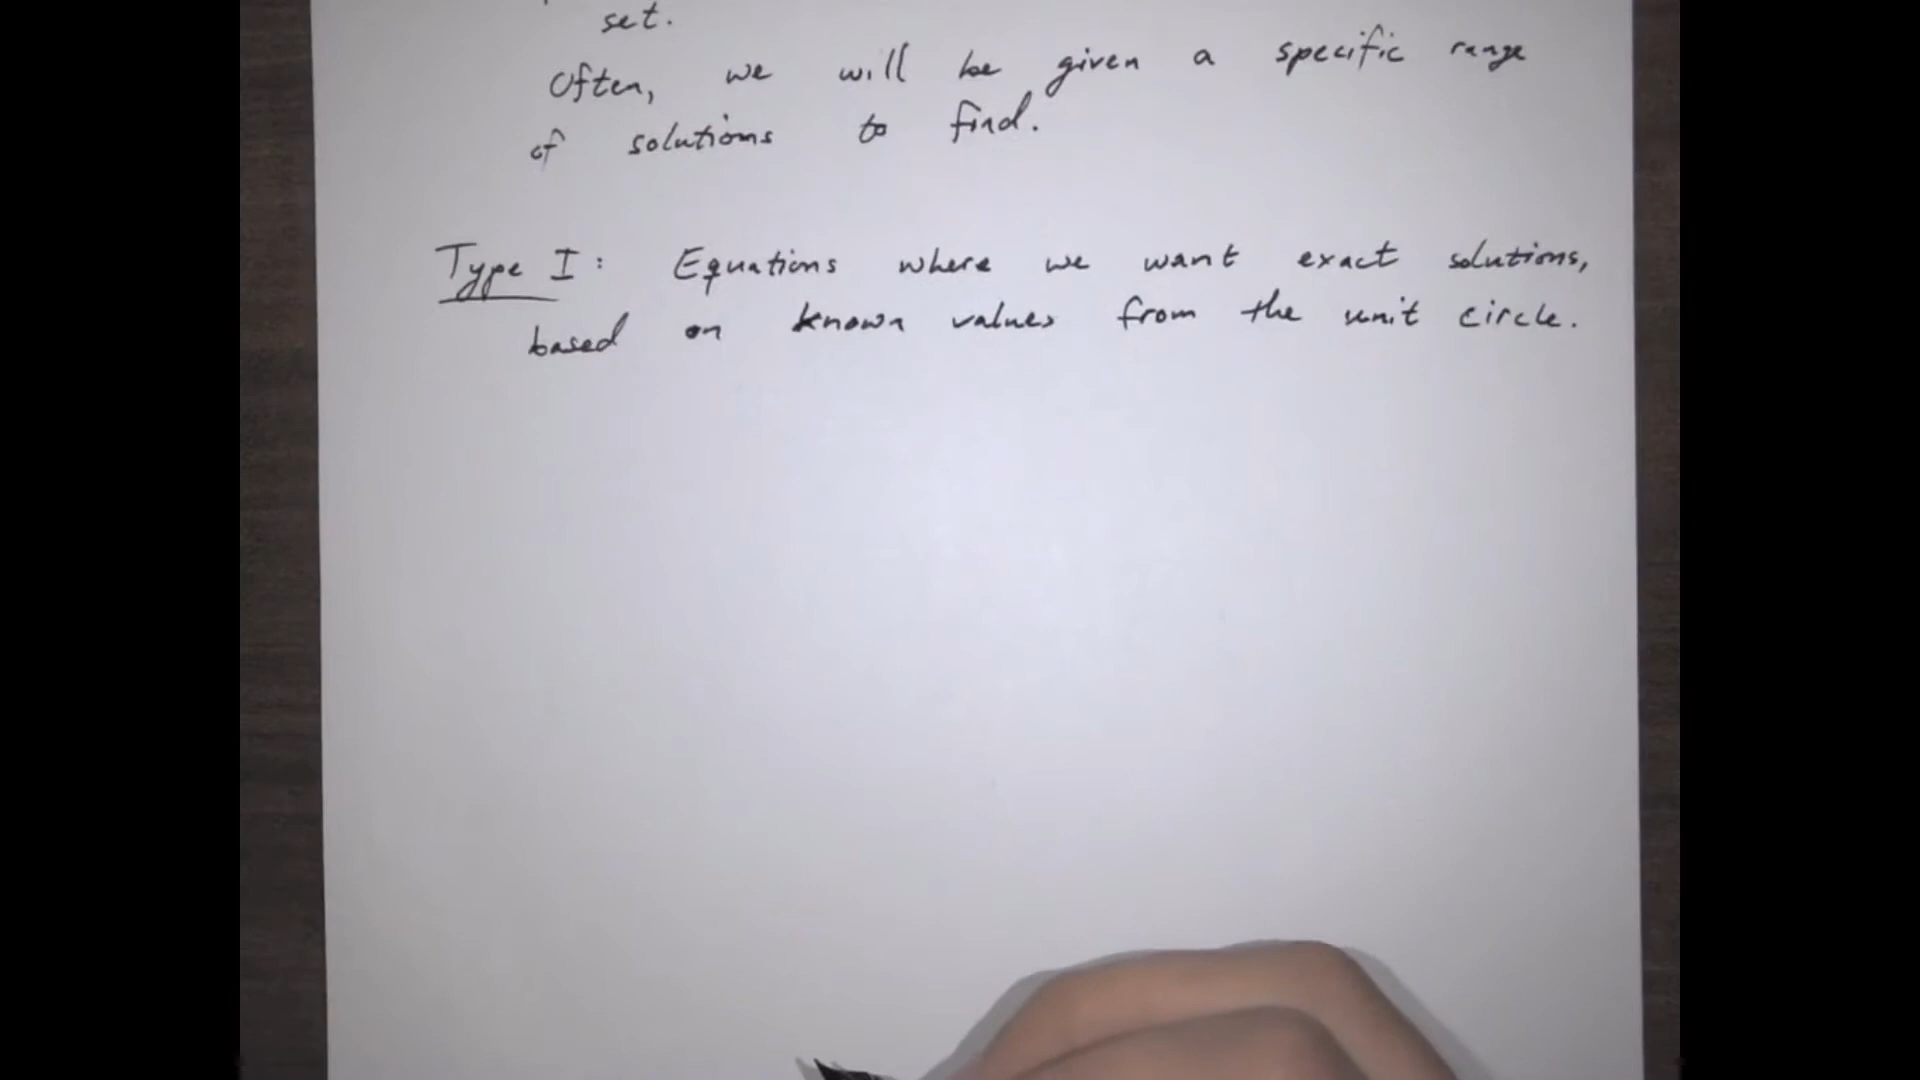 set.
Often, we will be given a specific range
of solutions to find.
Type I: Equations where we want exact solutions,
based on known values from the unit circle.